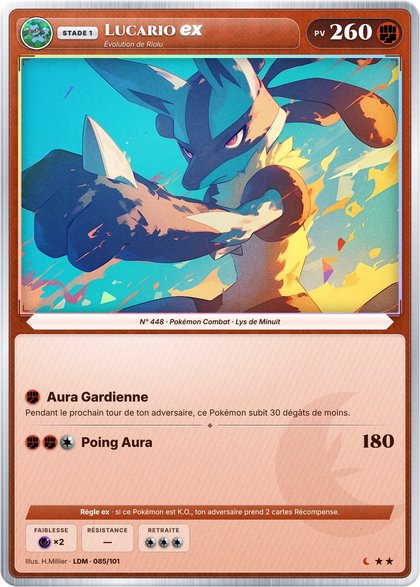 STADE 1 LUCARIO ex PV 260
Évolution de Riolu
N° 448 · Pokémon Combat · Lys de Minuit
Aura Gardienne
Pendant le prochain tour de ton adversaire, ce Pokémon subit 30 dégâts de moins.
Poing Aura 180
Règle ex · si ce Pokémon est K.O., ton adversaire prend 2 cartes Récompense.
FAIBLESSE RÉSISTANCE RETRAITE
×2 —
Illus. H.Millier · LDM · 085/101